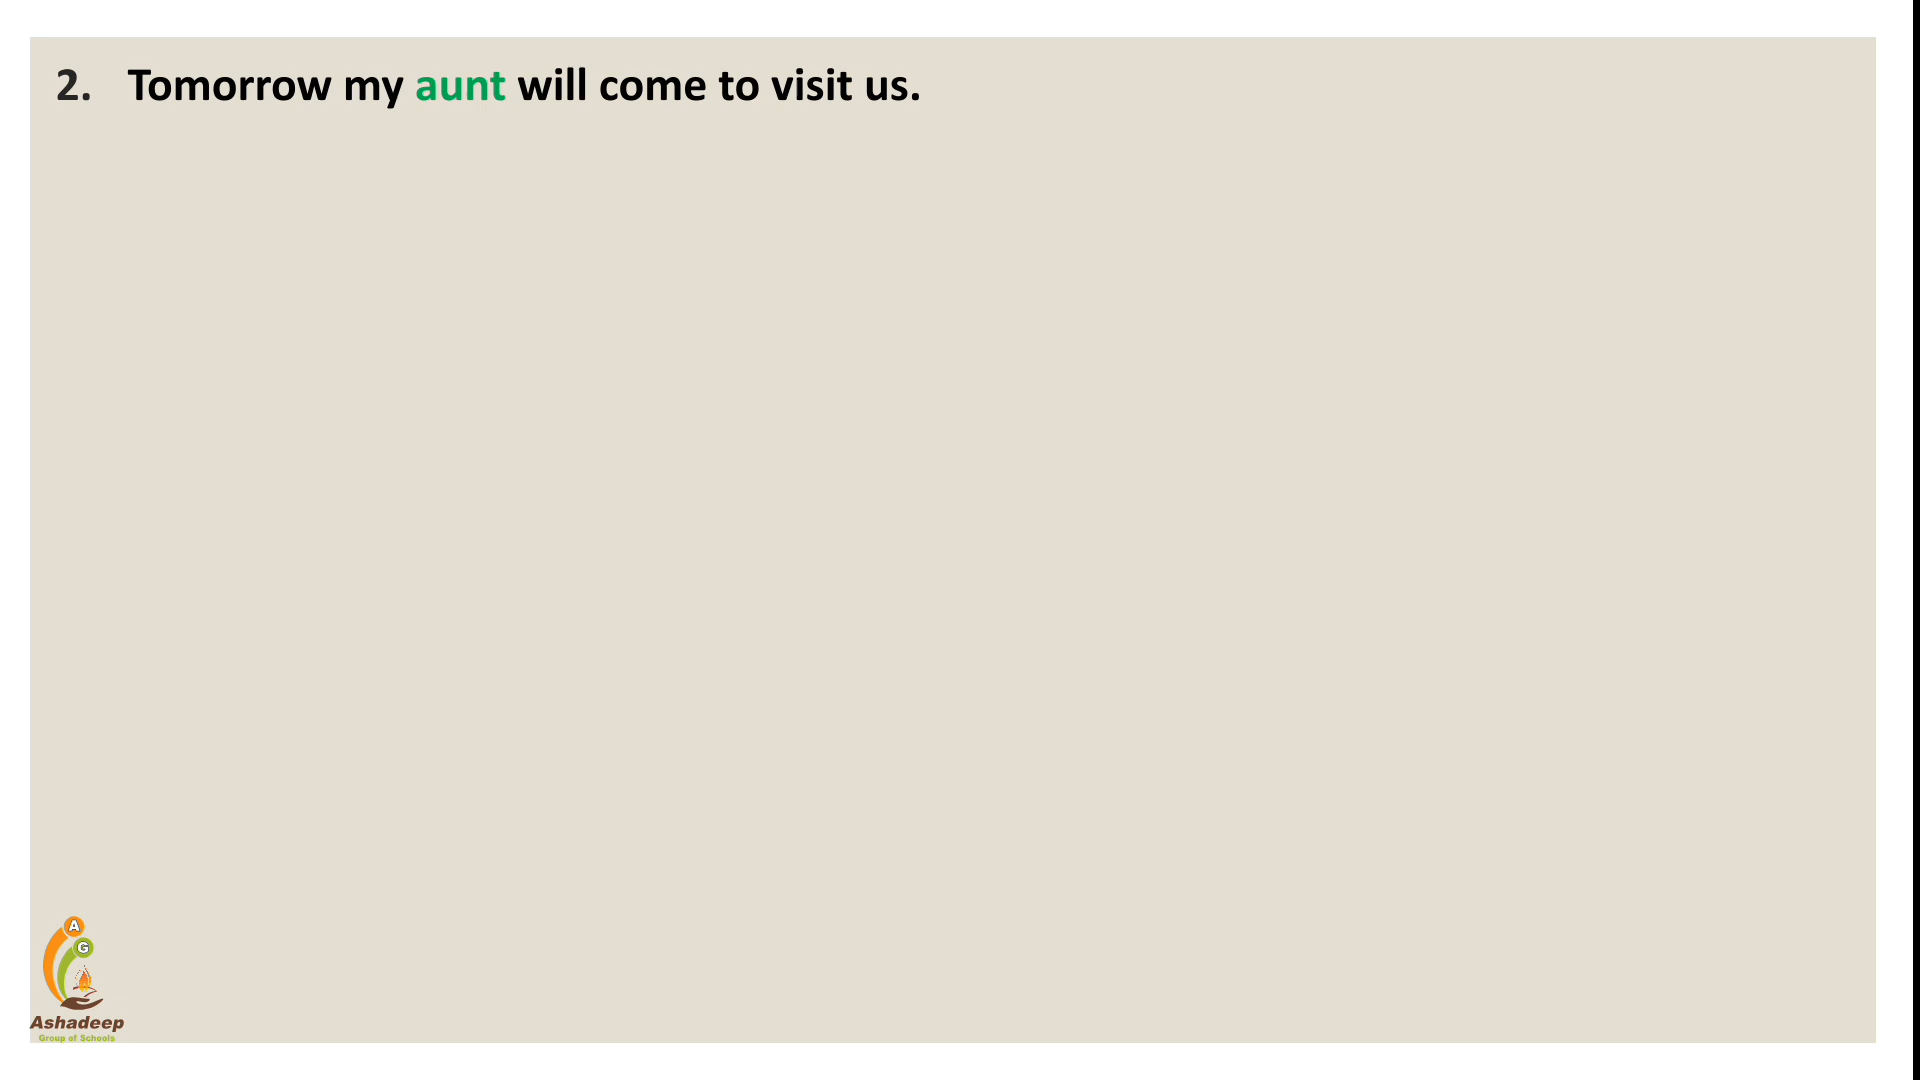 2. Tomorrow my aunt will come to visit us.
A
G
Ashadeep
Group of Schools